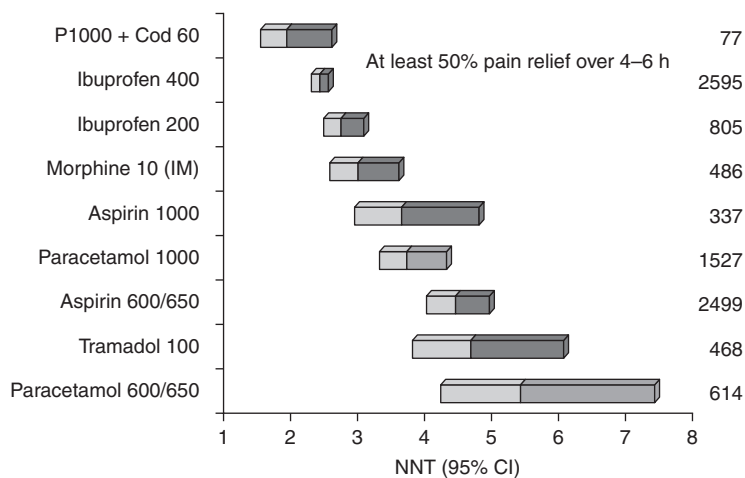 P1000 + Cod 60 77
At least 50% pain relief over 4–6 h
Ibuprofen 400 2595
Ibuprofen 200 805
Morphine 10 (IM) 486
Aspirin 1000 337
Paracetamol 1000 1527
Aspirin 600/650 2499
Tramadol 100 468
Paracetamol 600/650 614
1 2 3 4 5 6 7 8
NNT (95% CI)